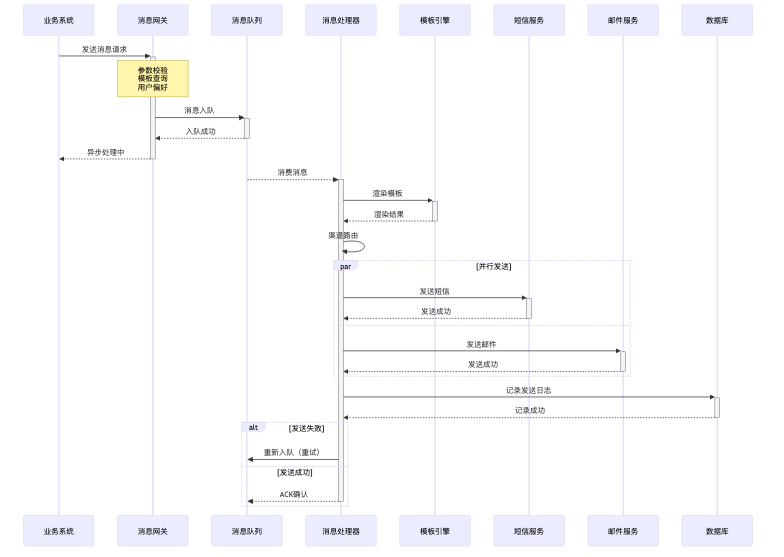 业务系统
消息网关
消息队列
消息处理器
模板引擎
短信服务
邮件服务
数据库
发送消息请求
参数校验
模板查询
用户偏好
消息入队
入队成功
异步处理中
消费消息
渲染模板
渲染结果
渠道路由
par
[并行发送]
发送短信
发送成功
发送邮件
发送成功
记录发送日志
记录成功
alt
[发送失败]
重新入队（重试）
[发送成功]
ACK确认
业务系统
消息网关
消息队列
消息处理器
模板引擎
短信服务
邮件服务
数据库